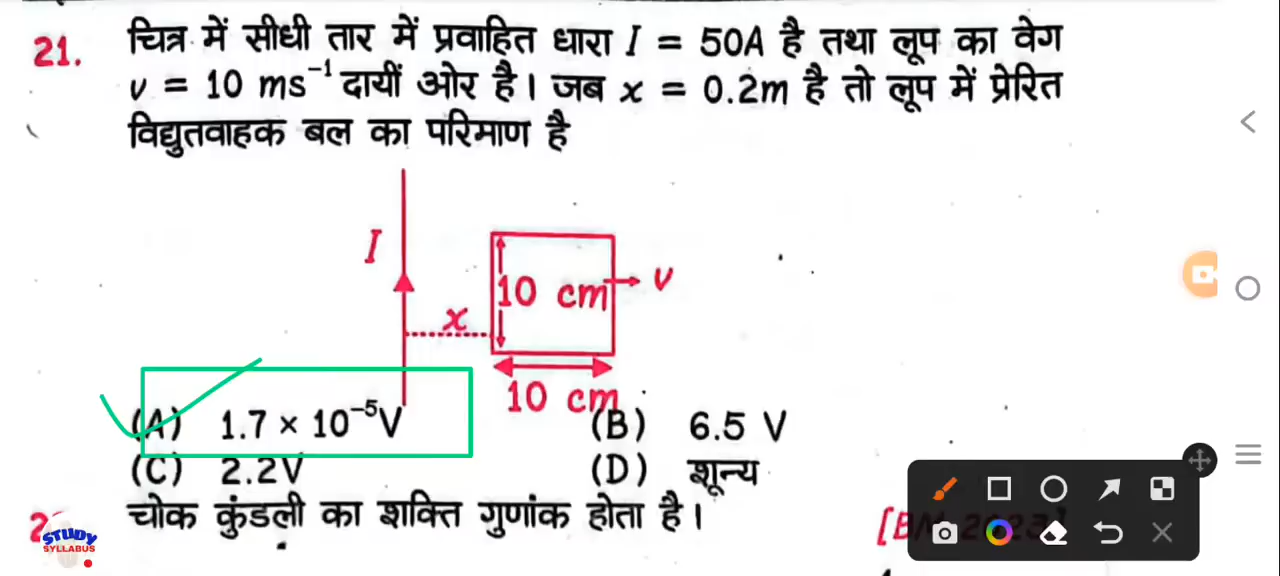 21. चित्र में सीधी तार में प्रवाहित धारा I = 50A है तथा लूप का वेग
v = 10 ms⁻¹ दायीं ओर है। जब x = 0.2m है तो लूप में प्रेरित
विद्युतवाहक बल का परिमाण है
I
10 cm
v
x
10 cm
(A) 1.7 × 10⁻⁵V (B) 6.5 V
(C) 2.2V (D) शून्य
चोक कुंडली का शक्ति गुणांक होता है।
STUDY
SYLLABUS